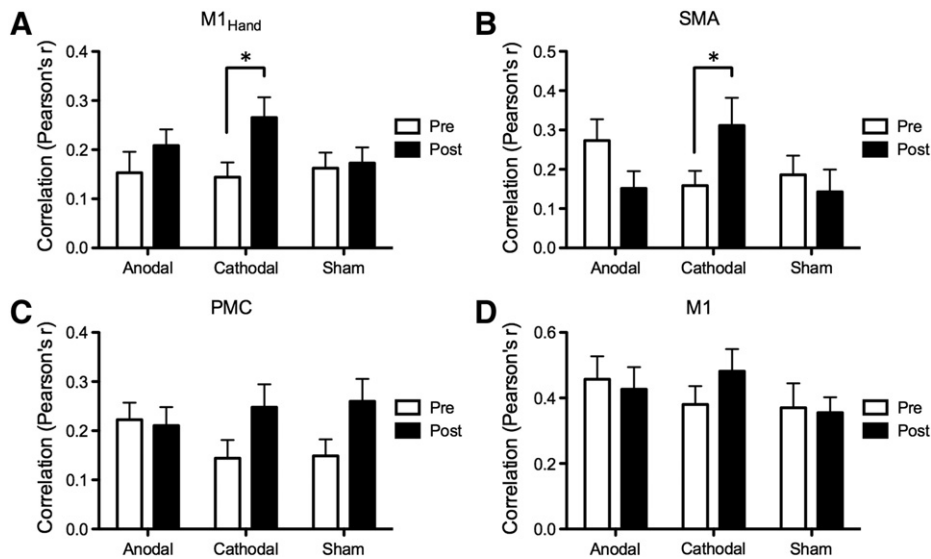 A
M1Hand
Correlation (Pearson's r)
0.4
0.3
0.2
0.1
0.0
*
Anodal
Cathodal
Sham
Pre
Post
B
SMA
Correlation (Pearson's r)
0.5
0.4
0.3
0.2
0.1
0.0
*
Anodal
Cathodal
Sham
Pre
Post
C
PMC
Correlation (Pearson's r)
0.4
0.3
0.2
0.1
0.0
Anodal
Cathodal
Sham
Pre
Post
D
M1
Correlation (Pearson's r)
0.6
0.4
0.2
0.0
Anodal
Cathodal
Sham
Pre
Post